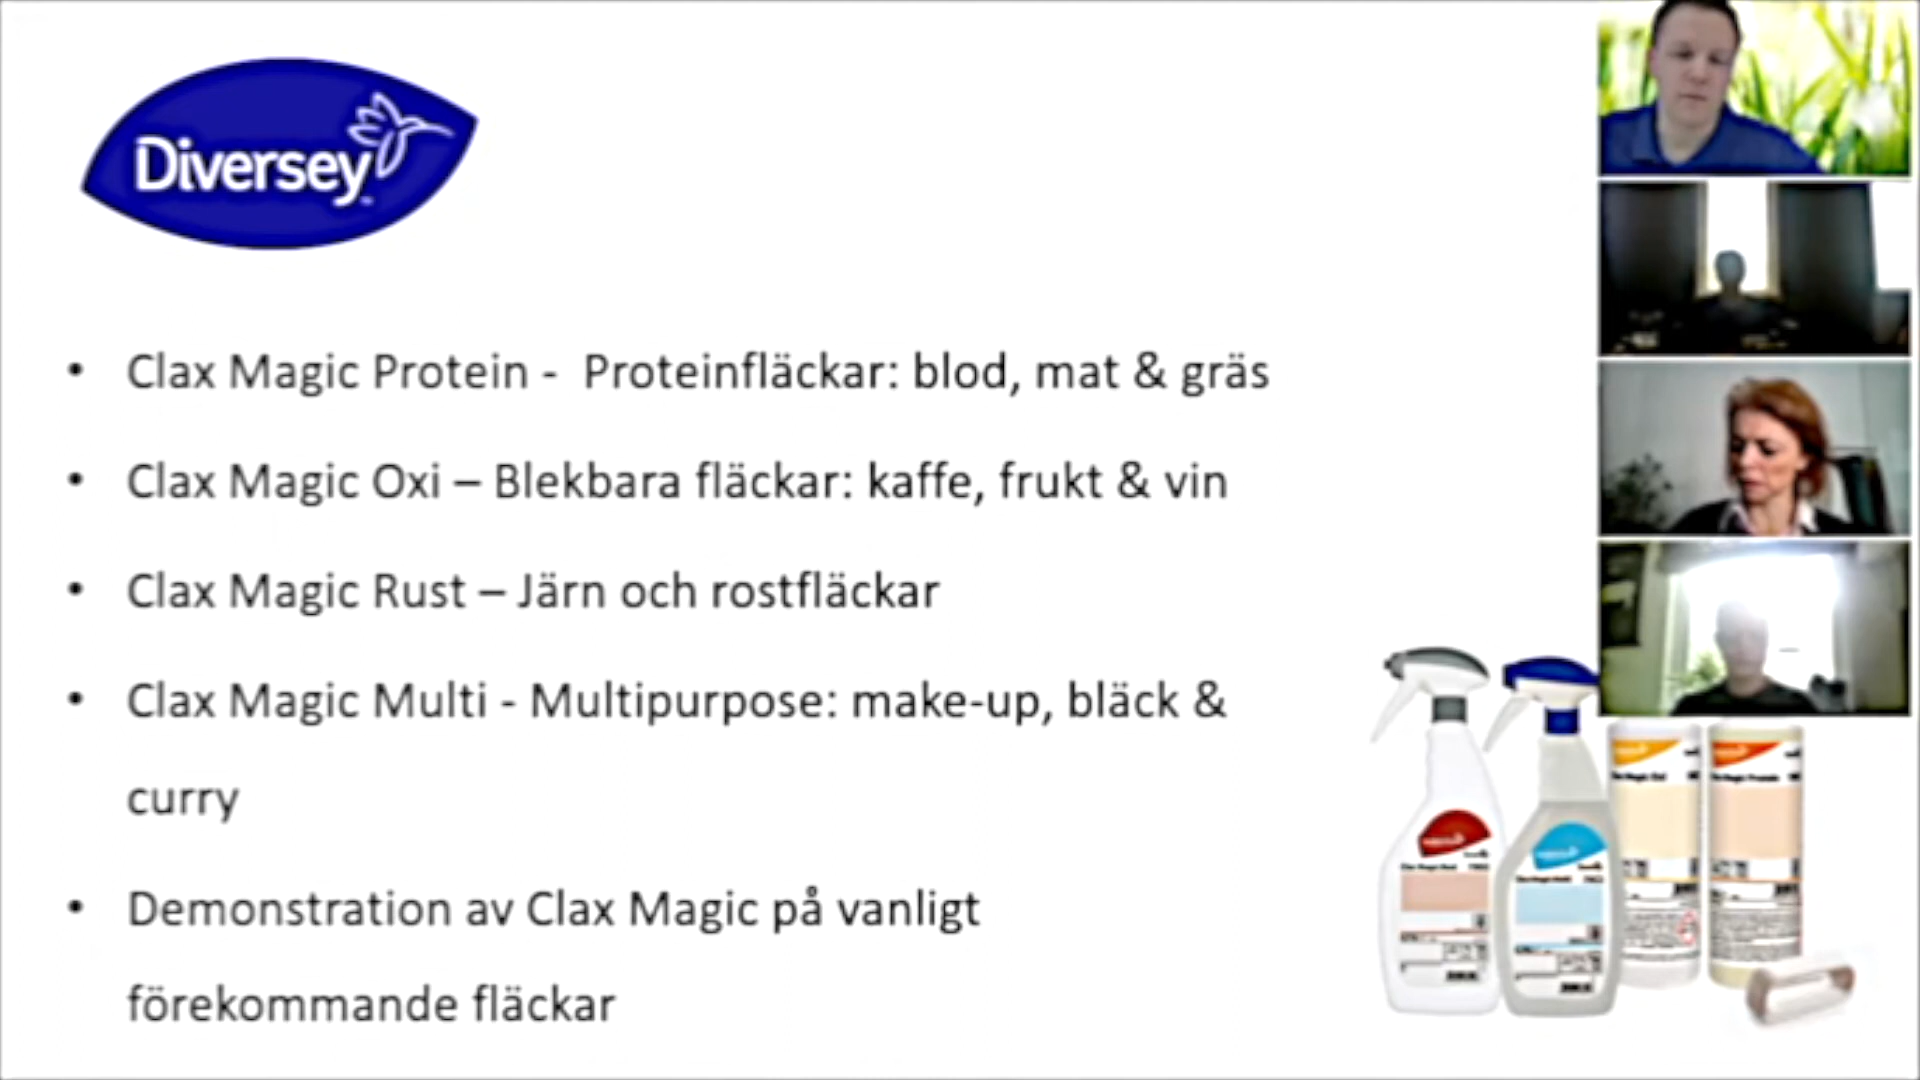 Diversey
• Clax Magic Protein -  Proteinfläckar: blod, mat & gräs
• Clax Magic Oxi – Blekbara fläckar: kaffe, frukt & vin
• Clax Magic Rust – Järn och rostfläckar
• Clax Magic Multi - Multipurpose: make-up, bläck &
curry
• Demonstration av Clax Magic på vanligt
förekommande fläckar